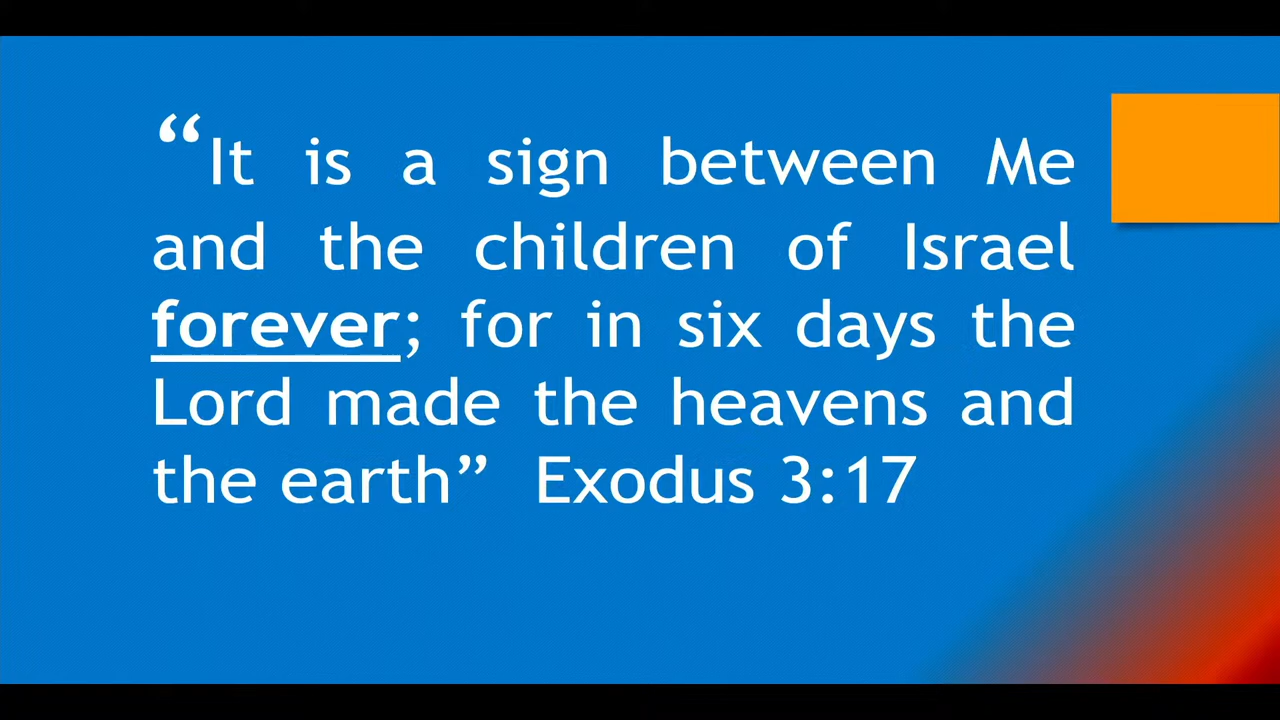 “It is a sign between Me
and the children of Israel
forever; for in six days the
Lord made the heavens and
the earth”  Exodus 3:17